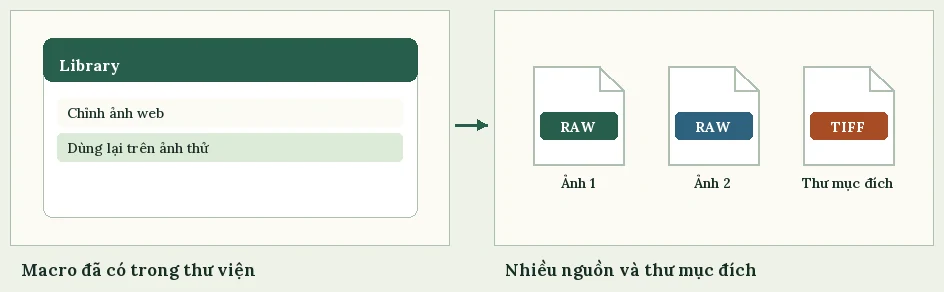 Library
Chỉnh ảnh web
Dùng lại trên ảnh thử
RAW
RAW
TIFF
Ảnh 1
Ảnh 2
Thư mục đích
Macro đã có trong thư viện
Nhiều nguồn và thư mục đích